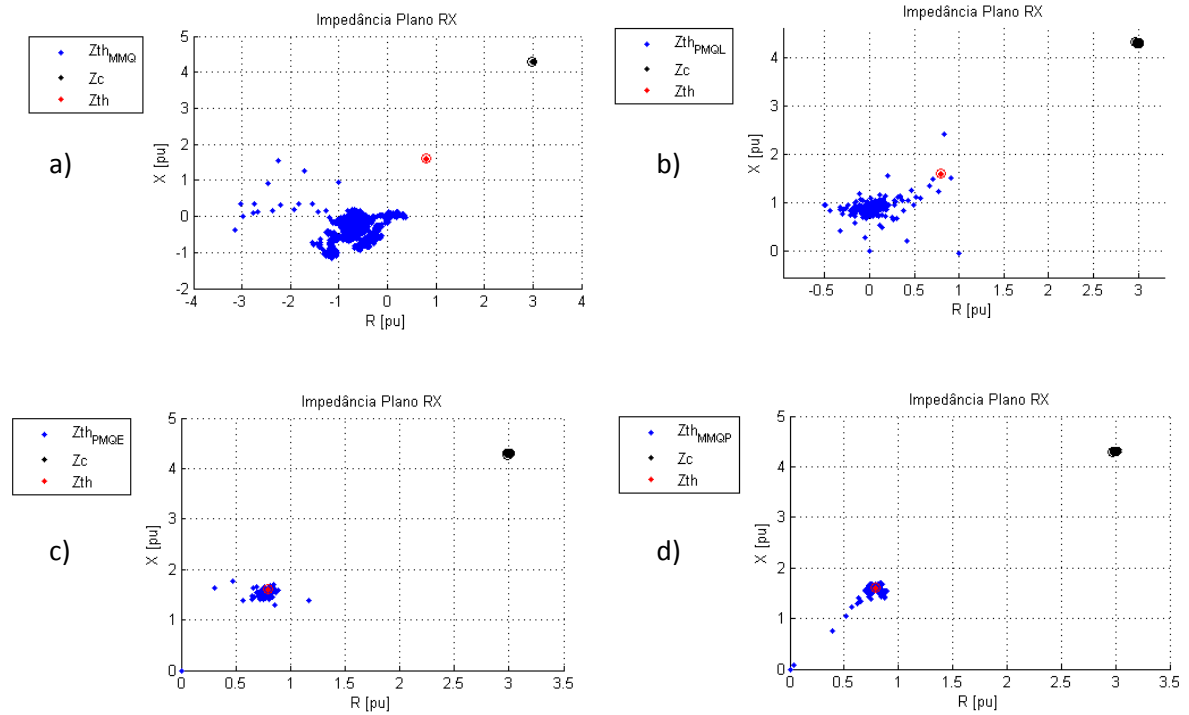 Impedância Plano RX
Zth_MMQ
Zc
Zth
a)
X [pu]
5
4
3
2
1
0
-1
-2
-4
-3
-2
-1
0
1
2
3
4
R [pu]
Impedância Plano RX
Zth_PMQL
Zc
Zth
b)
X [pu]
4
3
2
1
0
-0.5
0
0.5
1
1.5
2
2.5
3
R [pu]
Impedância Plano RX
Zth_PMQE
Zc
Zth
c)
X [pu]
5
4
3
2
1
0
0
0.5
1
1.5
2
2.5
3
3.5
R [pu]
Impedância Plano RX
Zth_MMQP
Zc
Zth
d)
X [pu]
5
4
3
2
1
0
0
0.5
1
1.5
2
2.5
3
3.5
R [pu]